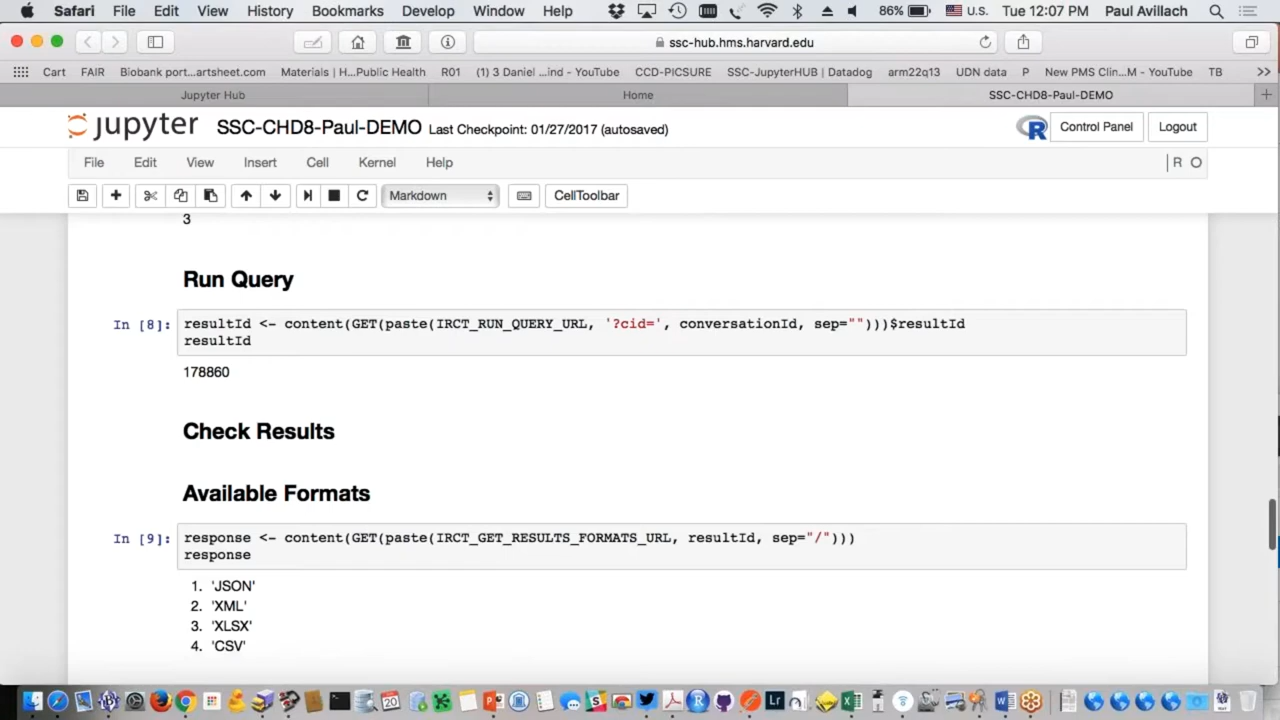 Safari File Edit View History Bookmarks Develop Window Help 86% U.S. Tue 12:07 PM Paul Avillach
ssc-hub.hms.harvard.edu
Cart FAIR Biobank port...artsheet.com Materials | H...Public Health R01 (1) 3 Daniel ...ind - YouTube CCD-PICSURE SSC-JupyterHUB | Datadog arm22q13 UDN data P New PMS Clin...M - YouTube TB >>
Jupyter Hub Home SSC-CHD8-Paul-DEMO +
jupyter SSC-CHD8-Paul-DEMO Last Checkpoint: 01/27/2017 (autosaved) R Control Panel Logout
File Edit View Insert Cell Kernel Help R
Markdown CellToolbar
3
Run Query
In [8]: resultId <- content(GET(paste(IRCT_RUN_QUERY_URL, '?cid=', conversationId, sep="")))$resultId
resultId
178860
Check Results
Available Formats
In [9]: response <- content(GET(paste(IRCT_GET_RESULTS_FORMATS_URL, resultId, sep="/")))
response
1. 'JSON'
2. 'XML'
3. 'XLSX'
4. 'CSV'